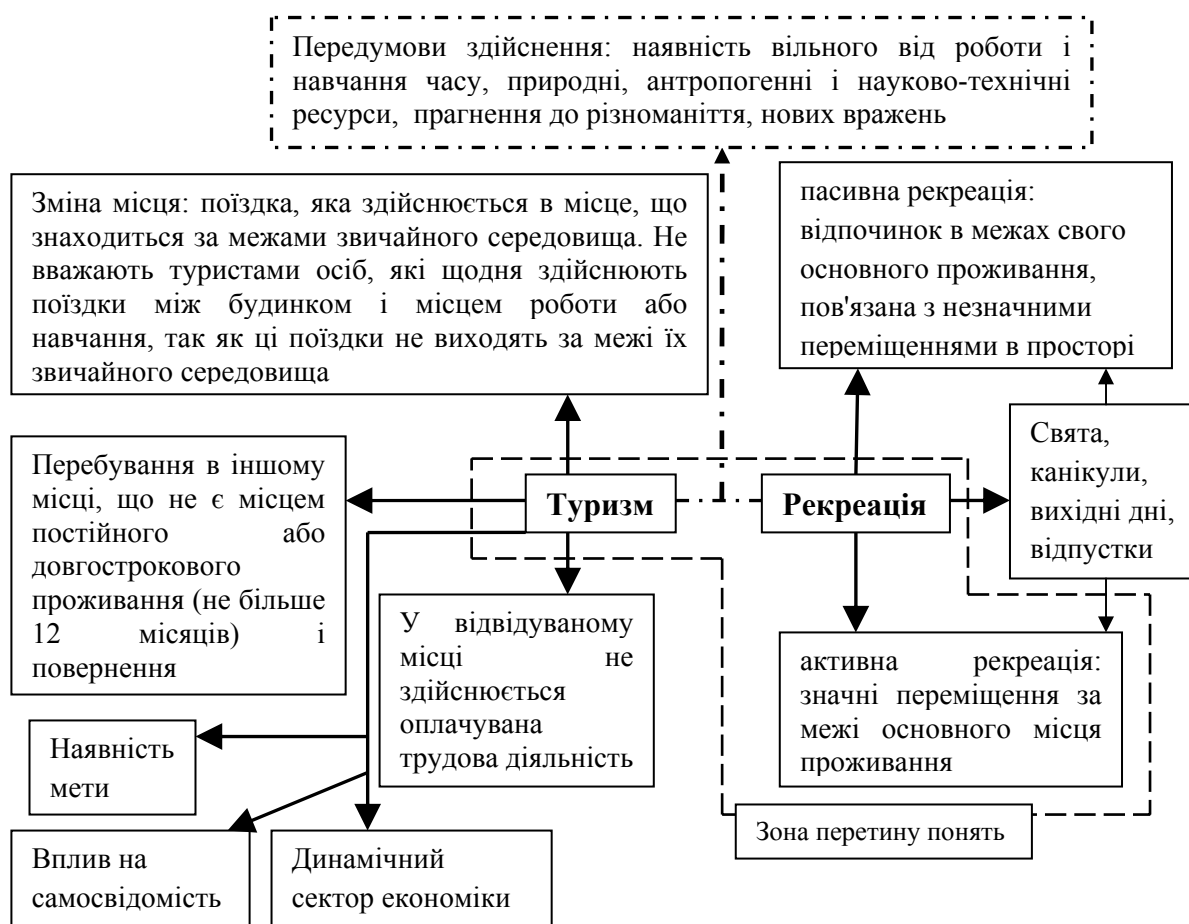 Передумови здійснення: наявність вільного від роботи і
навчання часу, природні, антропогенні і науково-технічні
ресурси, прагнення до різноманіття, нових вражень
Зміна місця: поїздка, яка здійснюється в місце, що
знаходиться за межами звичайного середовища. Не
вважають туристами осіб, які щодня здійснюють
поїздки між будинком і місцем роботи або
навчання, так як ці поїздки не виходять за межі їх
звичайного середовища
пасивна рекреація:
відпочинок в межах свого
основного проживання,
пов'язана з незначними
переміщеннями в просторі
Перебування в іншому
місці, що не є місцем
постійного або
довгострокового
проживання (не більше
12 місяців) і
повернення
Туризм
Рекреація
Свята,
канікули,
вихідні дні,
відпустки
У відвідуваному
місці не
здійснюється
оплачувана
трудова діяльність
активна рекреація:
значні переміщення за
межі основного місця
проживання
Наявність
мети
Зона перетину понять
Вплив на
самосвідомість
Динамічний
сектор економіки